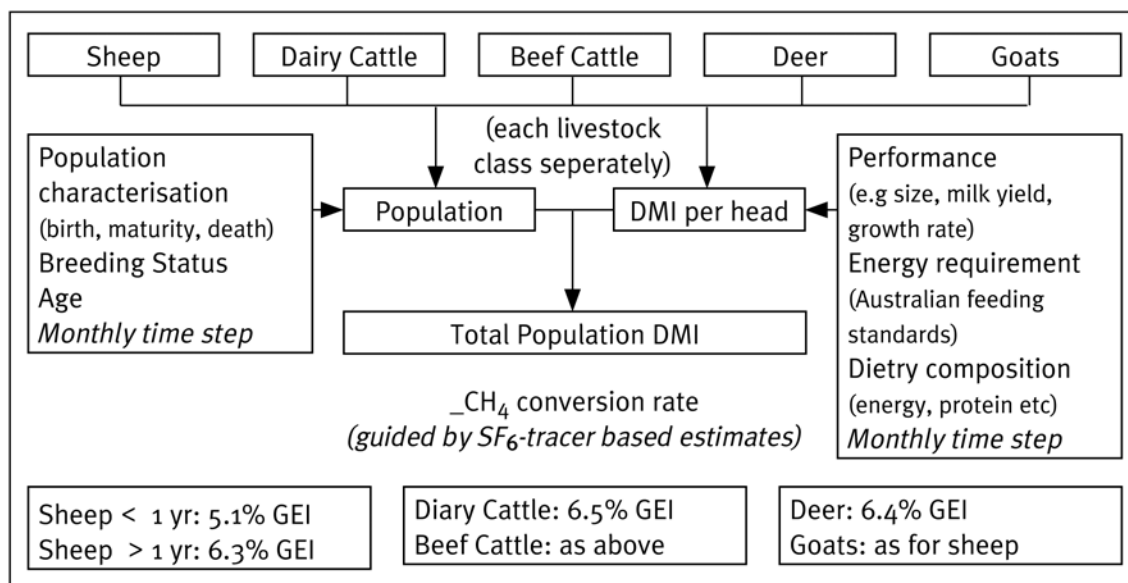 Sheep
Dairy Cattle
Beef Cattle
Deer
Goats
(each livestock
class seperately)
Population
characterisation
(birth, maturity, death)
Breeding Status
Age
Monthly time step
Population
DMI per head
Performance
(e.g size, milk yield,
growth rate)
Energy requirement
(Australian feeding
standards)
Dietry composition
(energy, protein etc)
Monthly time step
Total Population DMI
_CH₄ conversion rate
(guided by SF₆-tracer based estimates)
Sheep < 1 yr: 5.1% GEI
Sheep > 1 yr: 6.3% GEI
Diary Cattle: 6.5% GEI
Beef Cattle: as above
Deer: 6.4% GEI
Goats: as for sheep